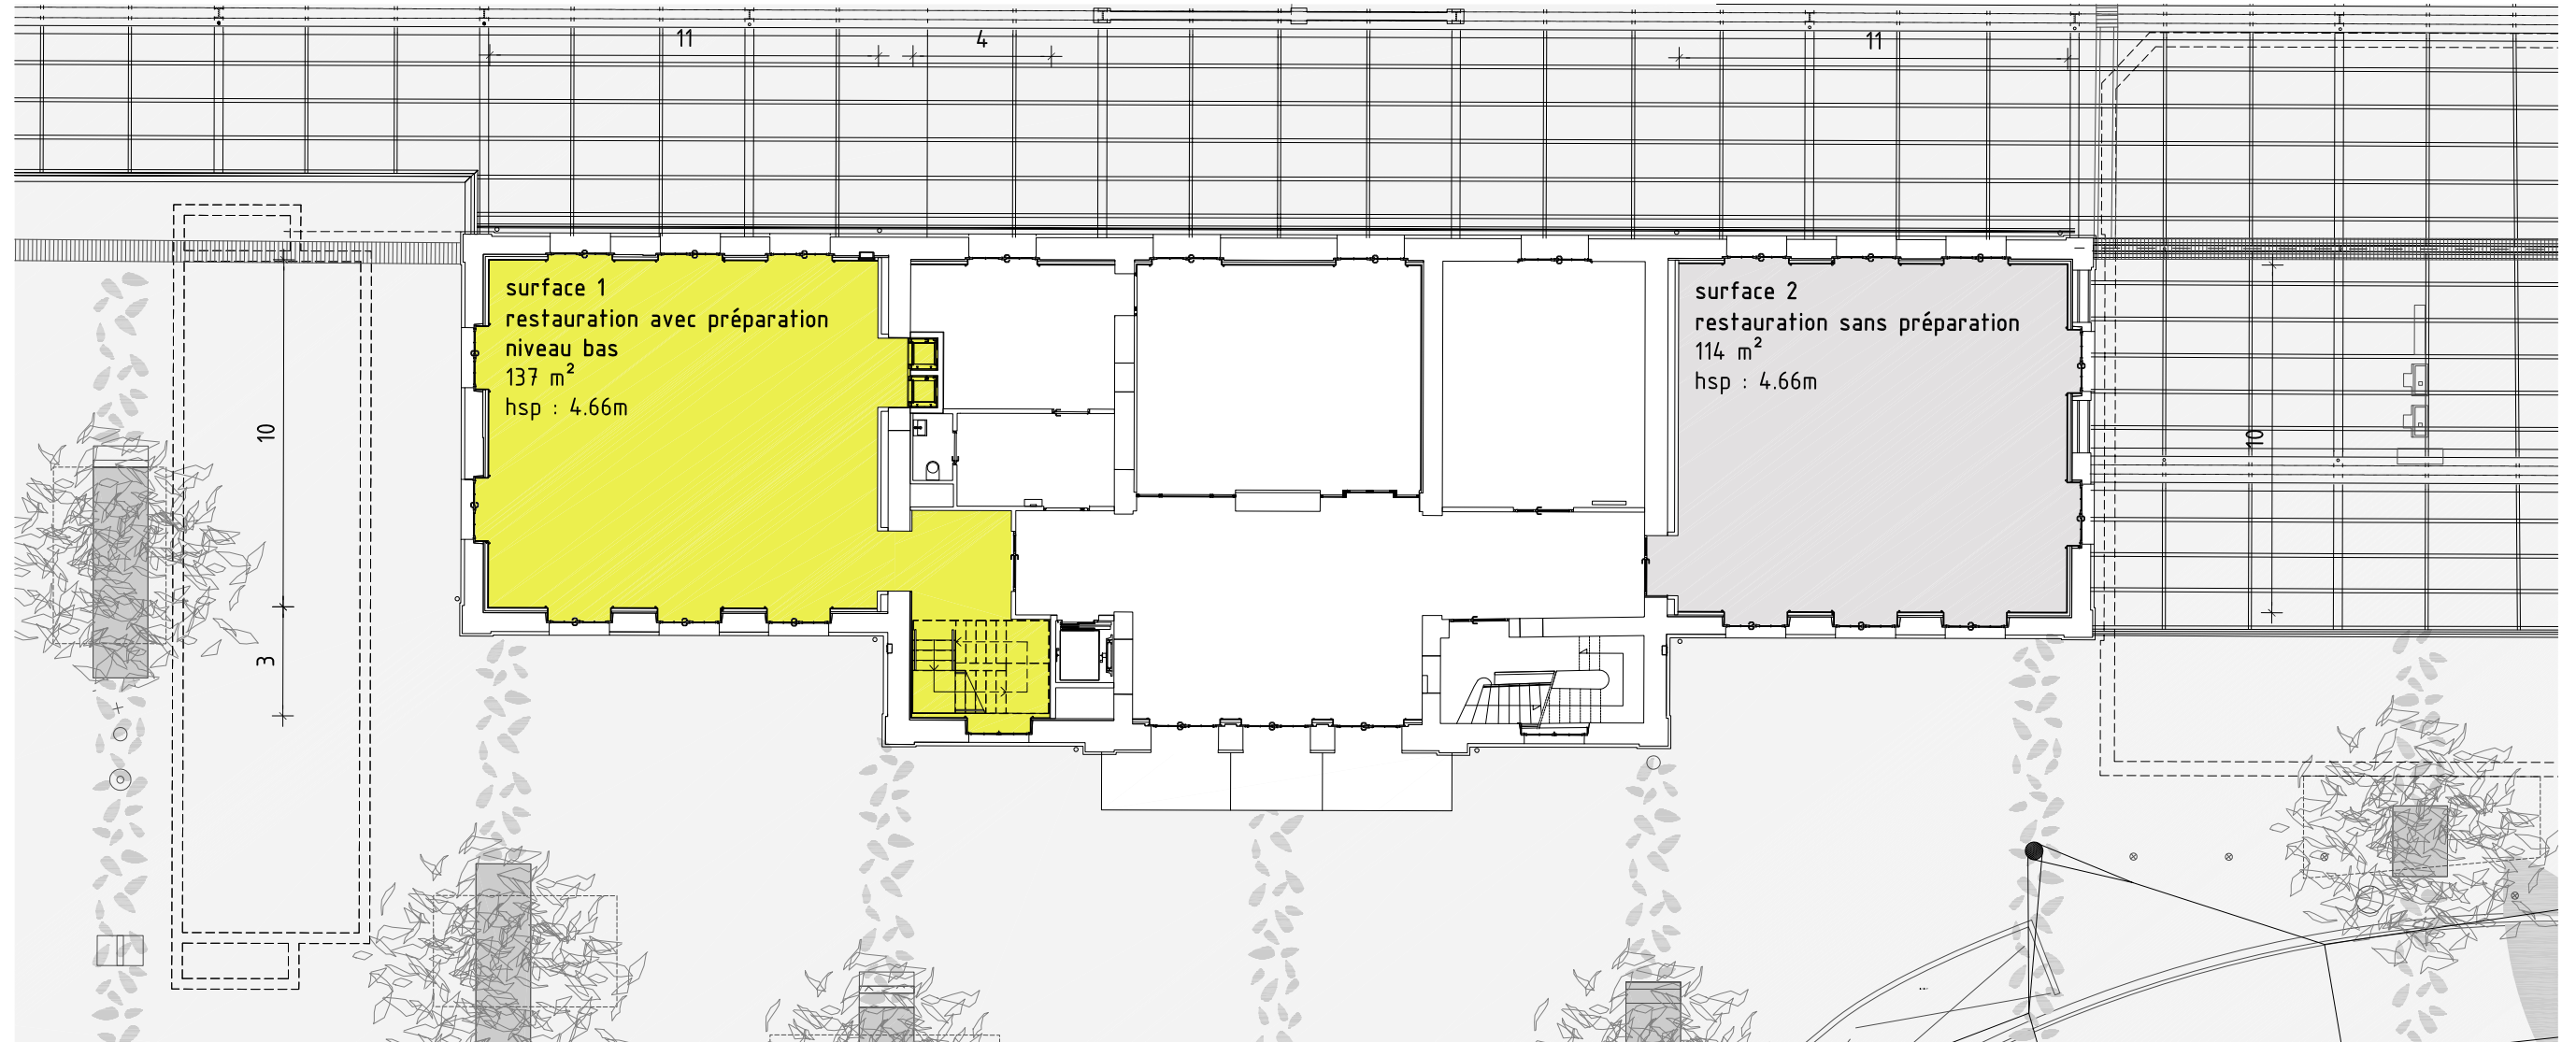 11
4
11
surface 1
restauration avec préparation
niveau bas
137 m²
hsp : 4.66m
surface 2
restauration sans préparation
114 m²
hsp : 4.66m
10
10
3